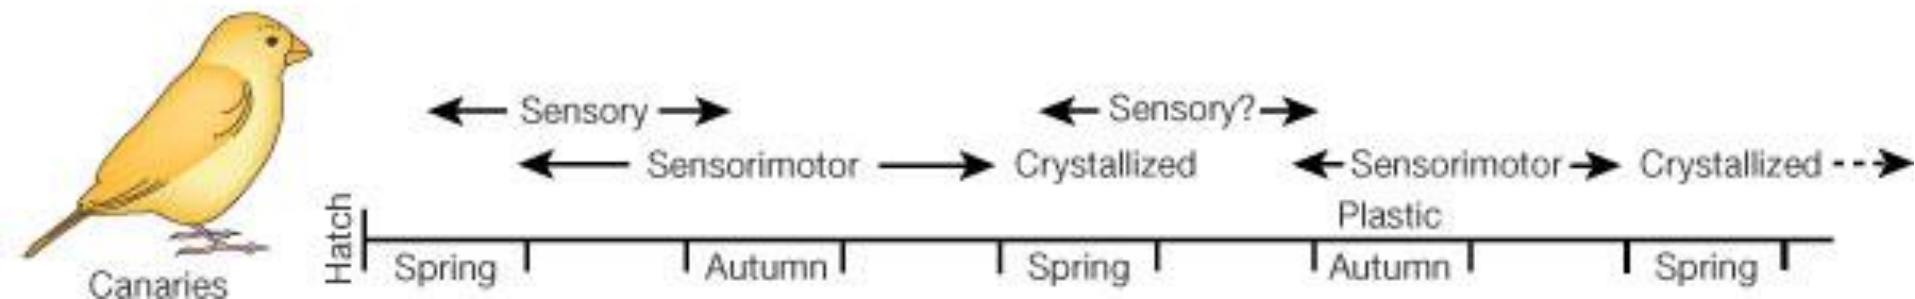 Sensory Sensory?
Sensorimotor Crystallized Sensorimotor Crystallized
Plastic
Hatch
Spring Autumn Spring Autumn Spring
Canaries